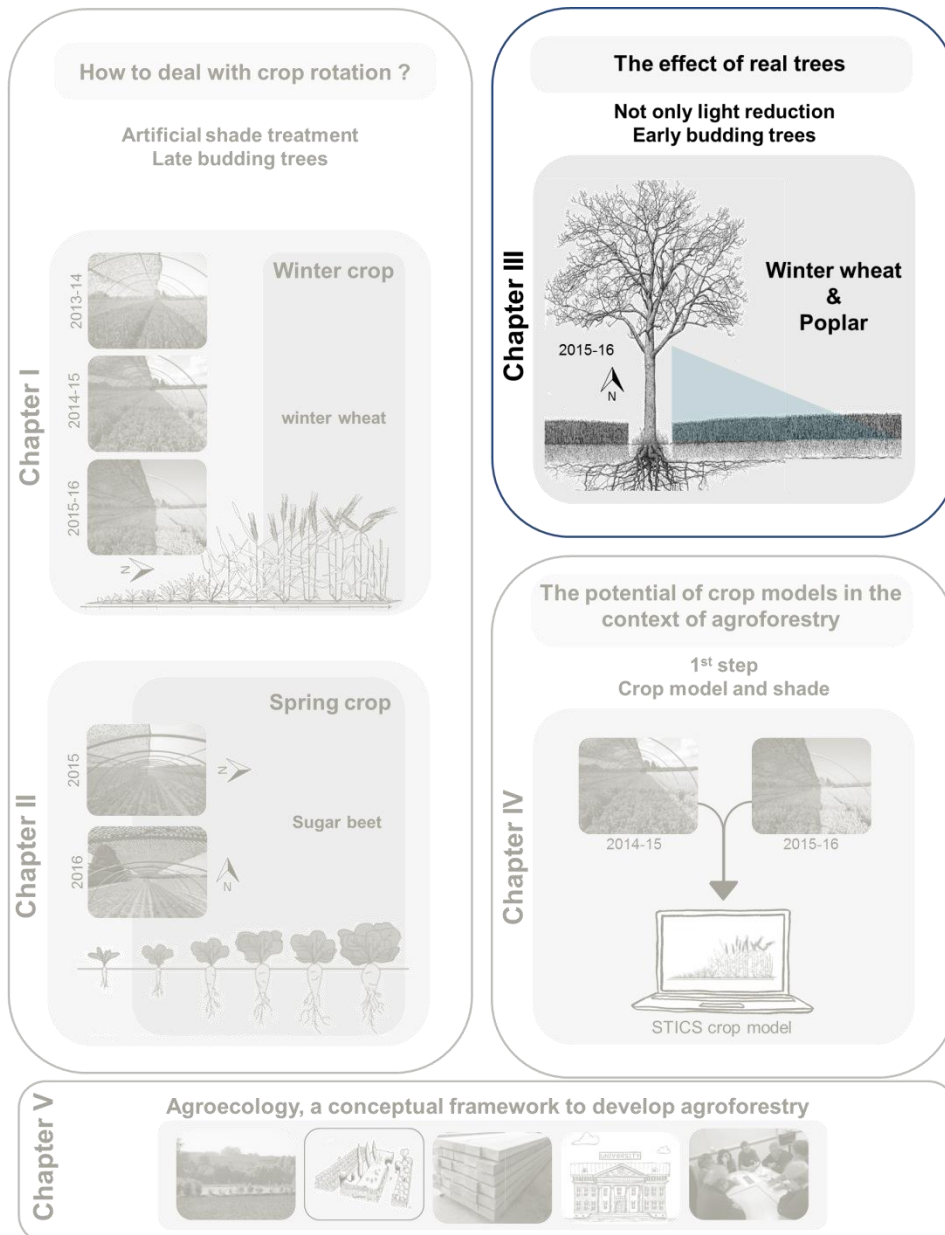 How to deal with crop rotation ?
Artificial shade treatment
Late budding trees
Chapter I
Winter crop
2013-14
2014-15
winter wheat
2015-16
N
Chapter II
Spring crop
2015
N
Sugar beet
2016
N
The effect of real trees
Not only light reduction
Early budding trees
Chapter III
Winter wheat
&
Poplar
2015-16
N
The potential of crop models in the
context of agroforestry
1st step
Crop model and shade
Chapter IV
2014-15
2015-16
STICS crop model
Chapter V
Agroecology, a conceptual framework to develop agroforestry
UNIVERSITY